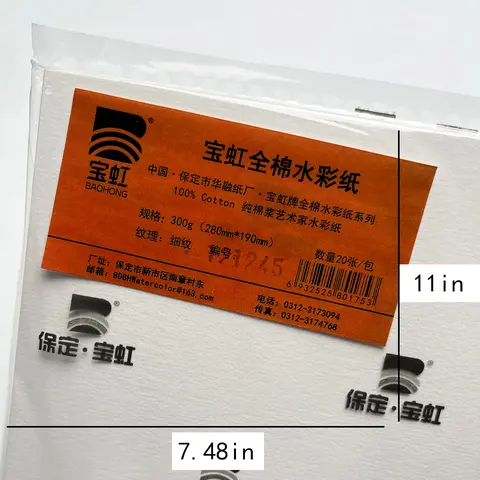 宝虹
BAOHONG
宝虹全棉水彩纸
中国·保定市华融纸厂·宝虹牌全棉水彩纸系列
100% Cotton 纯棉浆艺术家水彩纸
规格: 300g (280mm*190mm)
数量20张/包
纹理: 细纹
编号:
6 932525 801753
厂址: 保定市新市区南章村东
邮箱: BDBHWatercolor@163.com
电话: 0312-3173094
传真: 0312-3174768
11in
保定·宝虹
保定·宝虹
7.48in